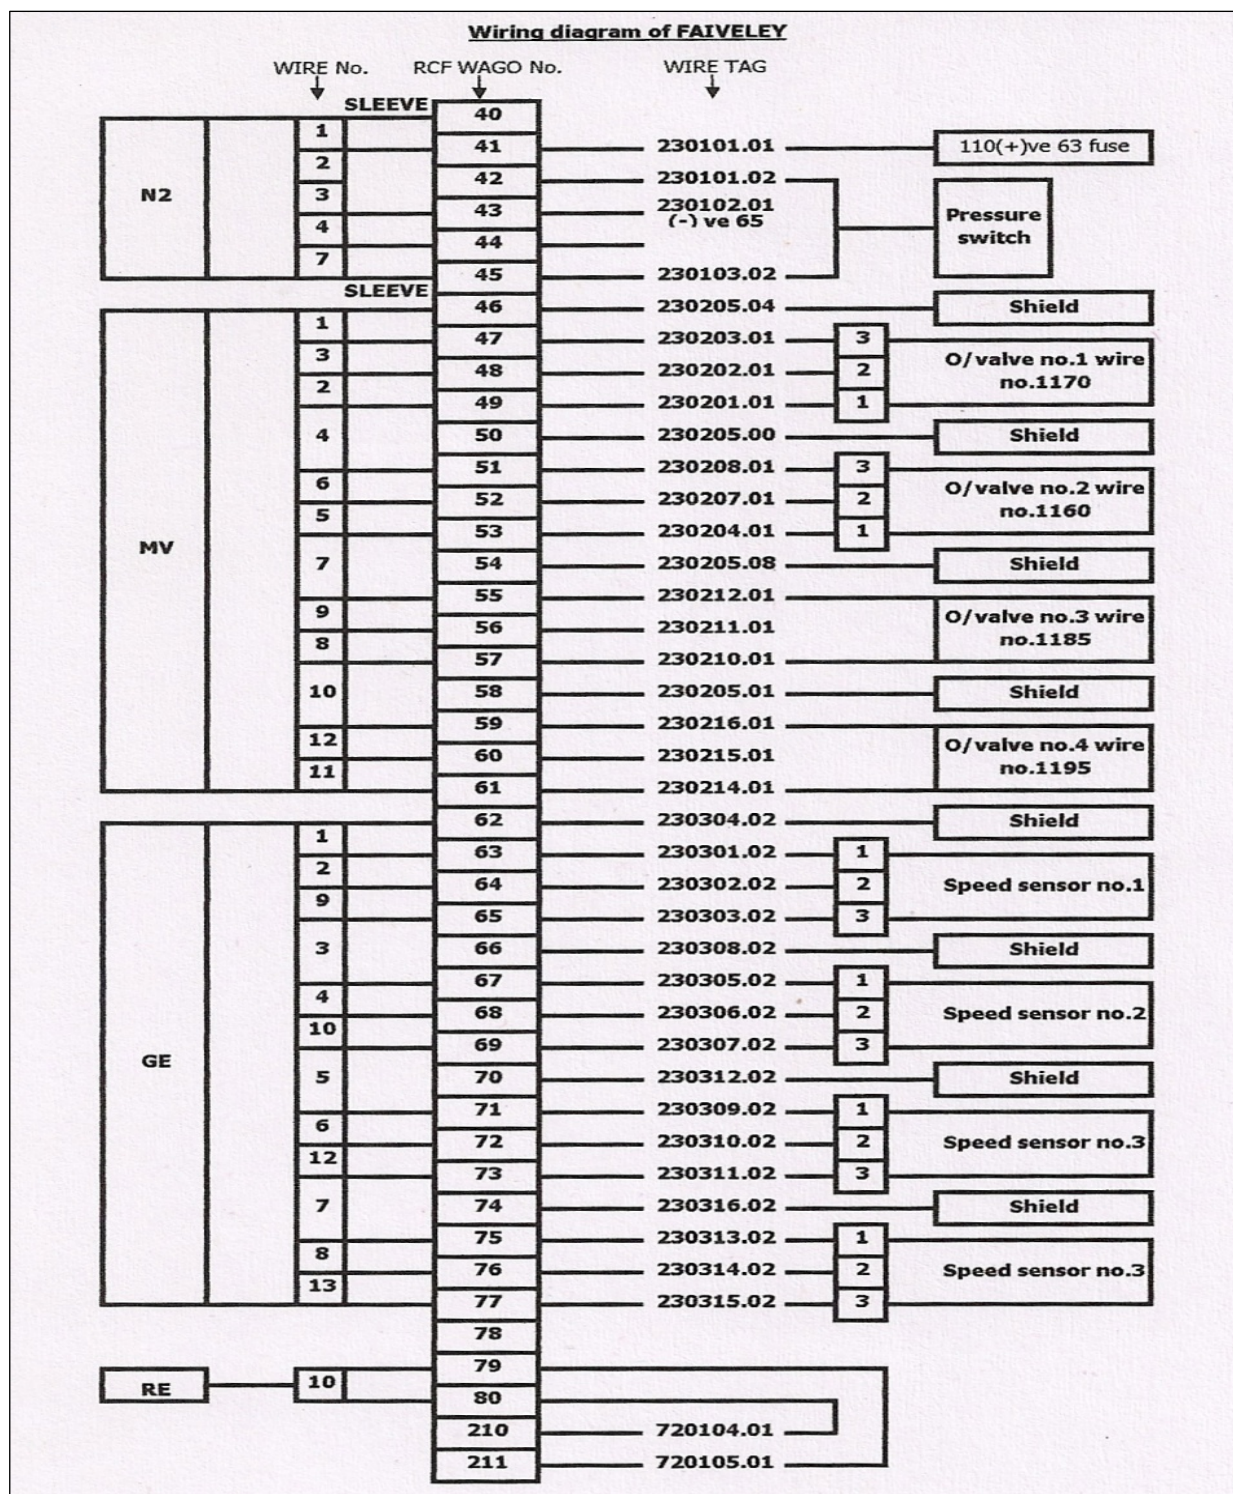 Wiring diagram of FAIVELEY
WIRE No. RCF WAGO No. WIRE TAG
SLEEVE 40
1
41 230101.01 110(+)ve 63 fuse
2
42 230101.02
N2 3
43 230102.01
(-) ve 65
Pressure
switch
4
44
7
45 230103.02
SLEEVE
46 230205.04 Shield
1
47 230203.01 3
3
48 230202.01 2
O/valve no.1 wire
no.1170
2
49 230201.01 1
4 50 230205.00 Shield
51 230208.01 3
6
52 230207.01 2
O/valve no.2 wire
no.1160
5
53 230204.01 1
MV
7 54 230205.08 Shield
55 230212.01
9
56 230211.01
O/valve no.3 wire
no.1185
8
57 230210.01
10 58 230205.01 Shield
59 230216.01
12
60 230215.01
O/valve no.4 wire
no.1195
11
61 230214.01
62 230304.02 Shield
1
63 230301.02 1
2
64 230302.02 2 Speed sensor no.1
9
65 230303.02 3
3 66 230308.02 Shield
67 230305.02 1
4
68 230306.02 2 Speed sensor no.2
10
69 230307.02 3
GE
5 70 230312.02 Shield
71 230309.02 1
6
72 230310.02 2 Speed sensor no.3
12
73 230311.02 3
7 74 230316.02 Shield
75 230313.02 1
8
76 230314.02 2 Speed sensor no.3
13
77 230315.02 3
78
79
RE 10
80
210 720104.01
211 720105.01